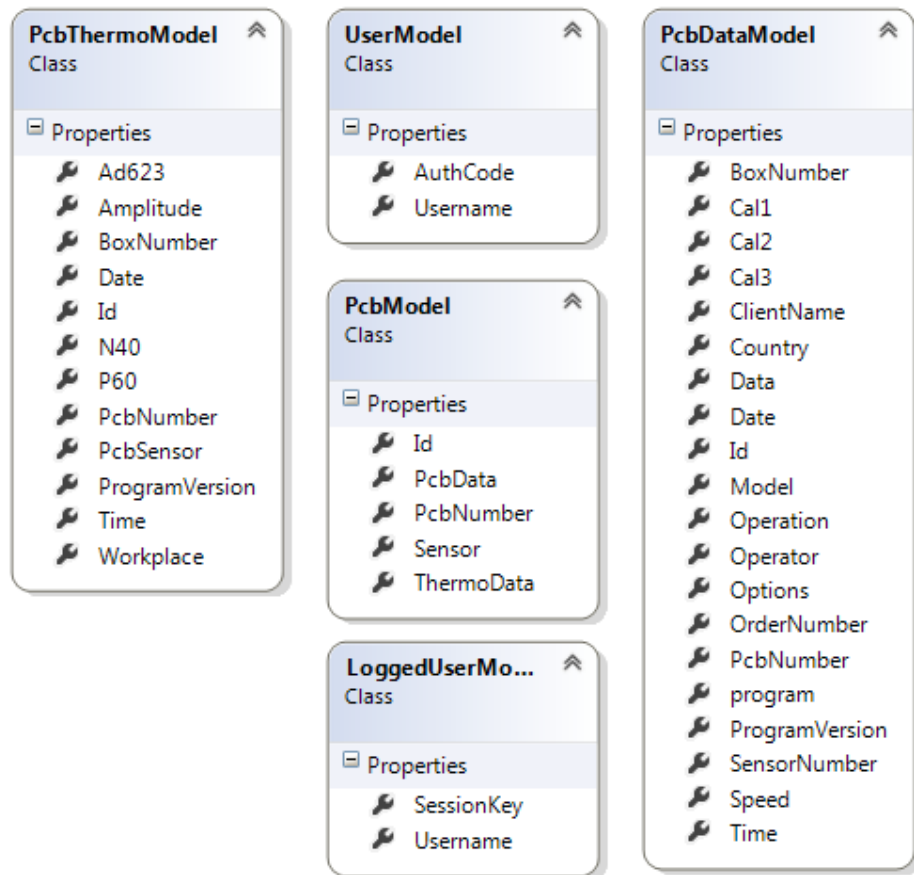 PcbThermoModel
Class
Properties
Ad623
Amplitude
BoxNumber
Date
Id
N40
P60
PcbNumber
PcbSensor
ProgramVersion
Time
Workplace
UserModel
Class
Properties
AuthCode
Username
PcbModel
Class
Properties
Id
PcbData
PcbNumber
Sensor
ThermoData
LoggedUserMo...
Class
Properties
SessionKey
Username
PcbDataModel
Class
Properties
BoxNumber
Cal1
Cal2
Cal3
ClientName
Country
Data
Date
Id
Model
Operation
Operator
Options
OrderNumber
PcbNumber
program
ProgramVersion
SensorNumber
Speed
Time